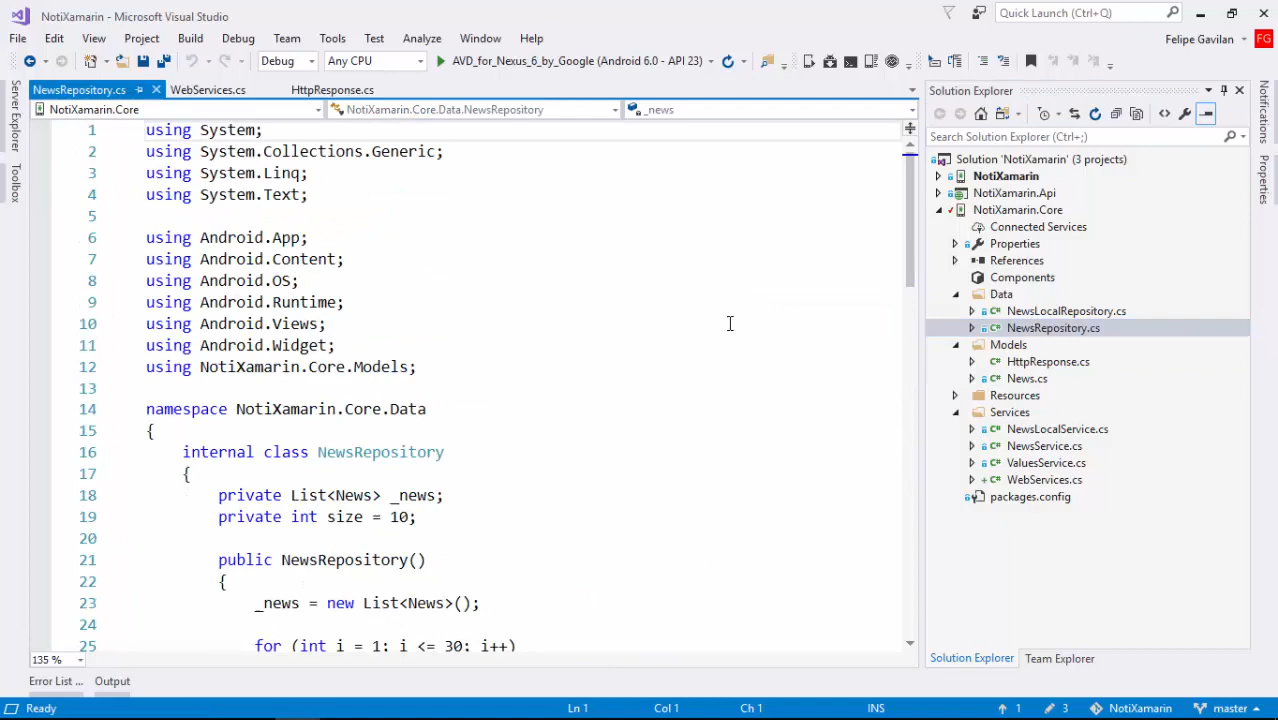 NotiXamarin - Microsoft Visual Studio
Quick Launch (Ctrl+Q)
File Edit View Project Build Debug Team Tools Test Analyze Window Help
Felipe Gavilan FG
Debug Any CPU AVD_for_Nexus_6_by_Google (Android 6.0 - API 23)
Server Explorer
Toolbox
NewsRepository.cs WebServices.cs HttpResponse.cs
NotiXamarin.Core NotiXamarin.Core.Data.NewsRepository _news
1 using System;
2 using System.Collections.Generic;
3 using System.Linq;
4 using System.Text;
5
6 using Android.App;
7 using Android.Content;
8 using Android.OS;
9 using Android.Runtime;
10 using Android.Views;
11 using Android.Widget;
12 using NotiXamarin.Core.Models;
13
14 namespace NotiXamarin.Core.Data
15 {
16 internal class NewsRepository
17 {
18 private List<News> _news;
19 private int size = 10;
20
21 public NewsRepository()
22 {
23 _news = new List<News>();
24
25 for (int i = 1; i <= 30; i++)
135 %
Solution Explorer
Search Solution Explorer (Ctrl+;)
Solution 'NotiXamarin' (3 projects)
NotiXamarin
NotiXamarin.Api
NotiXamarin.Core
Connected Services
Properties
References
Components
Data
NewsLocalRepository.cs
NewsRepository.cs
Models
HttpResponse.cs
News.cs
Resources
Services
NewsLocalService.cs
NewsService.cs
ValuesService.cs
WebServices.cs
packages.config
Solution Explorer Team Explorer
Notifications
Properties
Error List ... Output
Ready Ln 1 Col 1 Ch 1 INS 1 3 NotiXamarin master